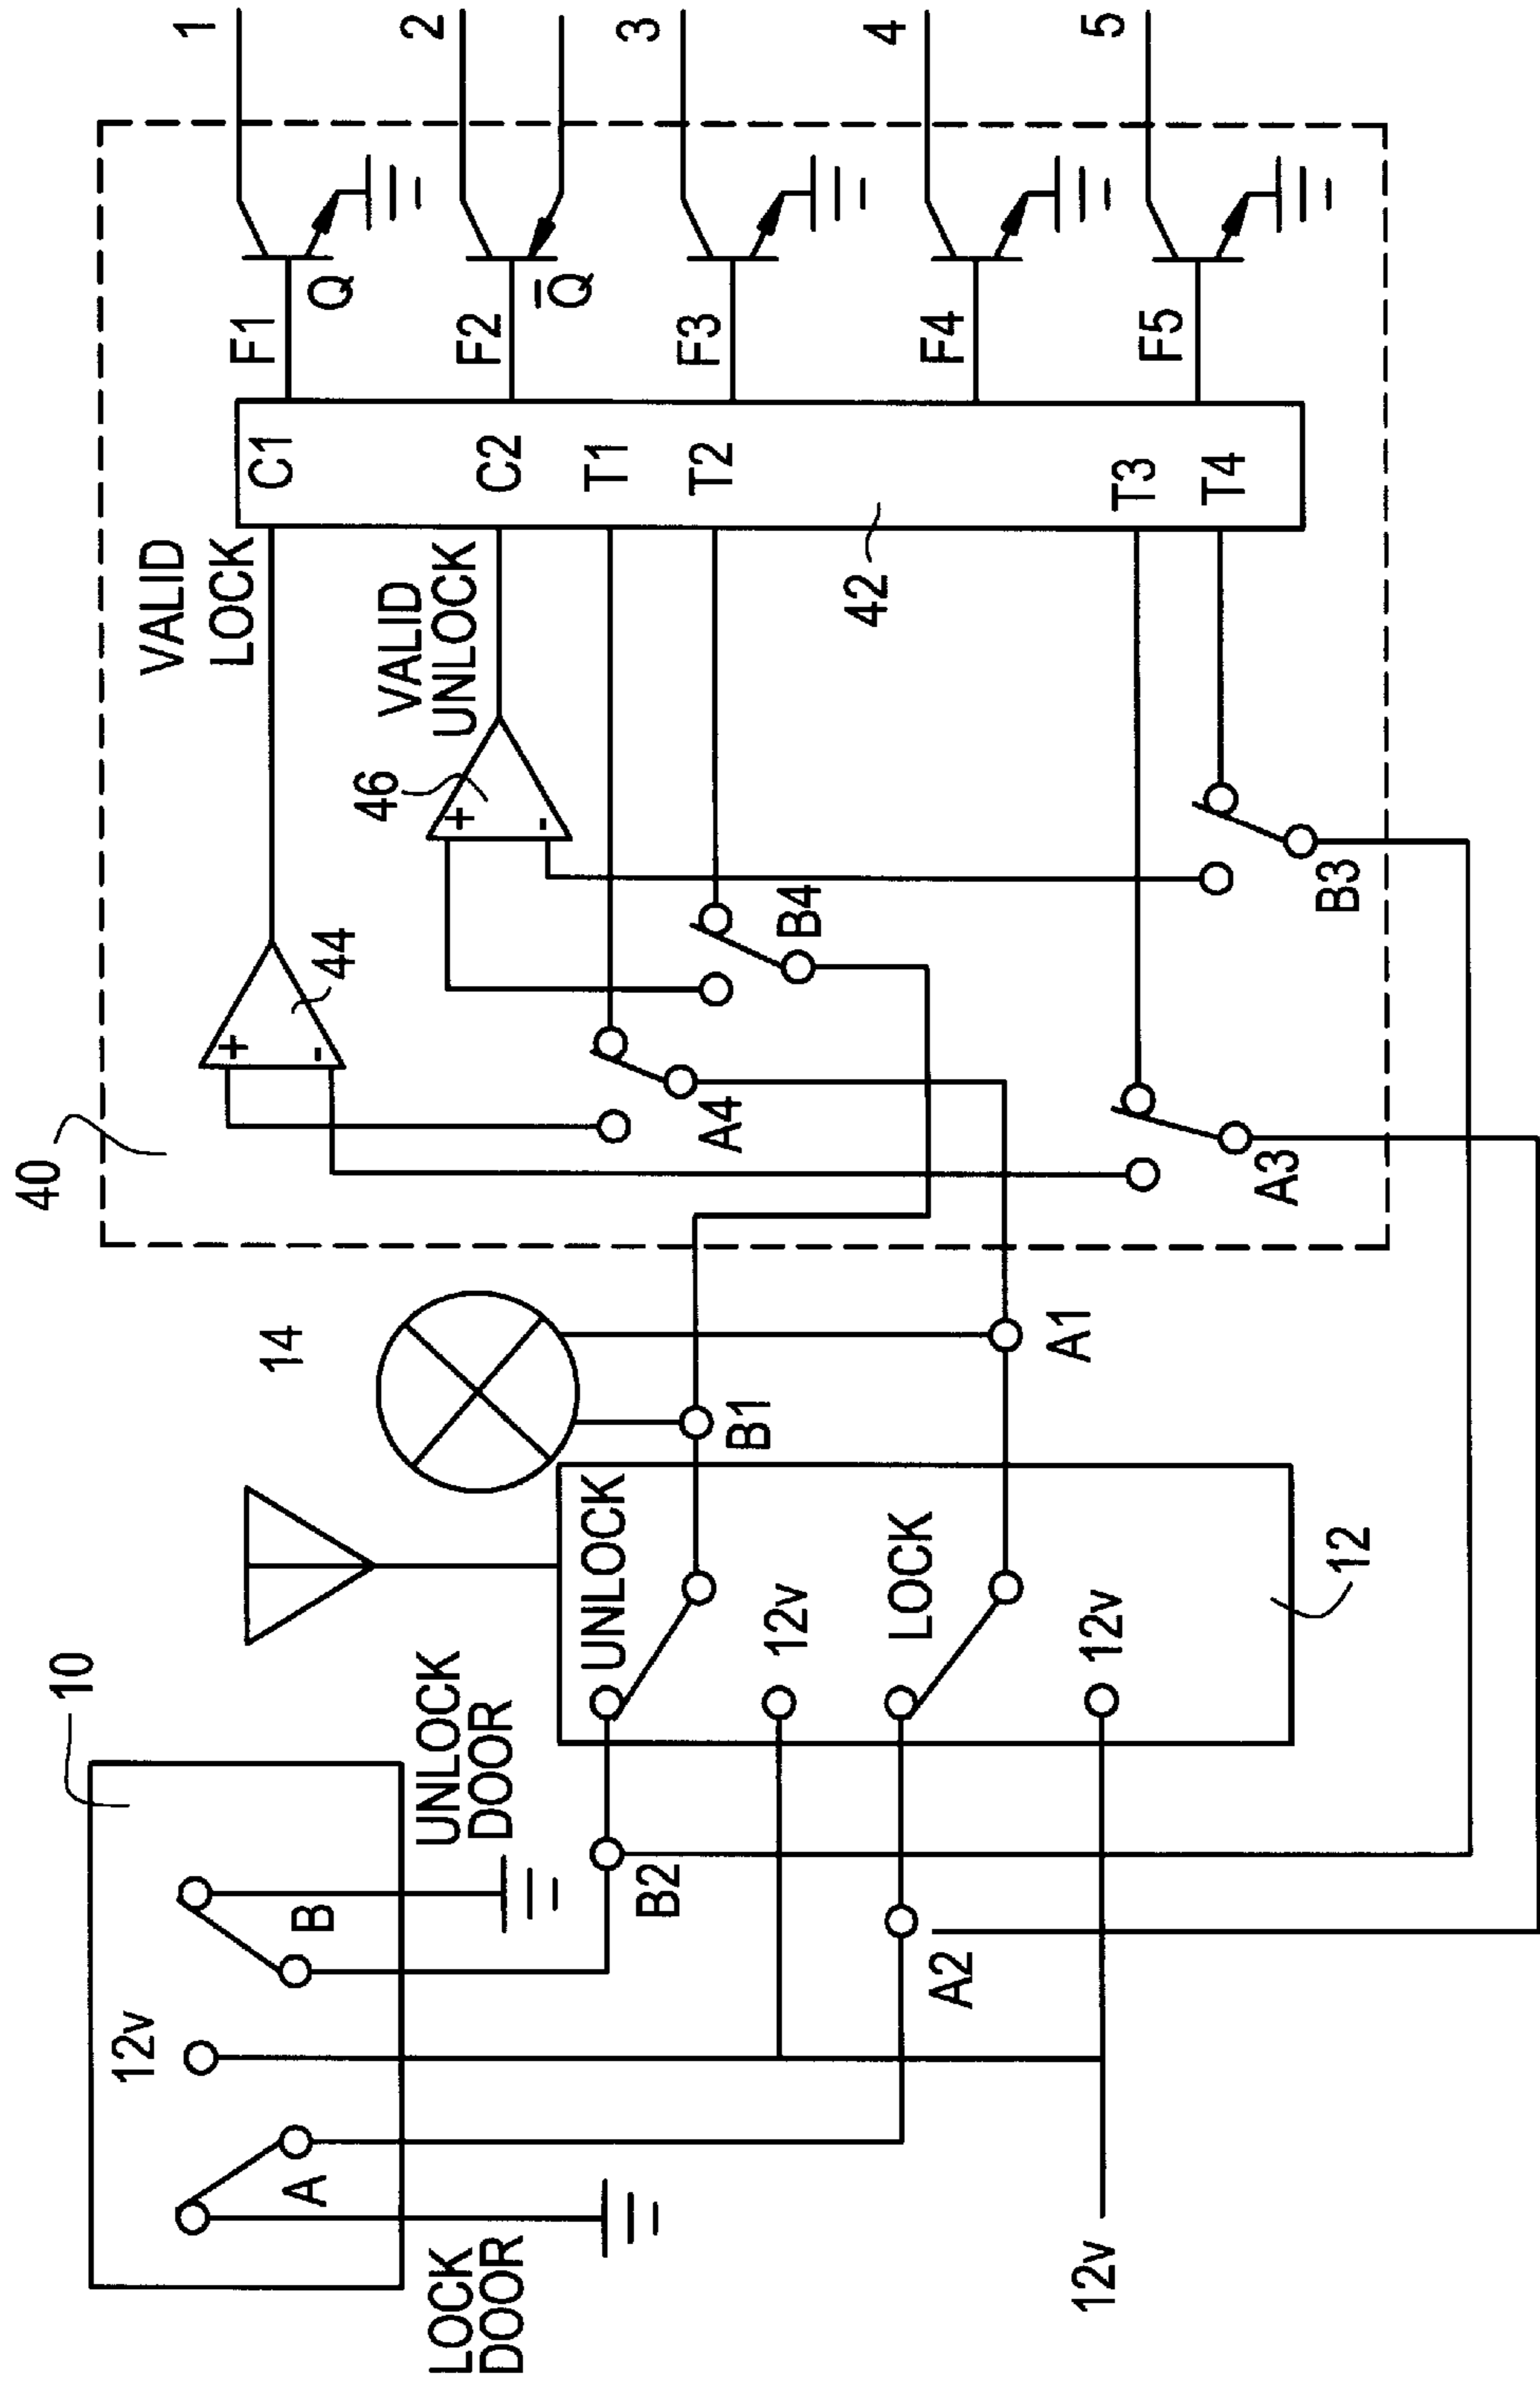 10
12v
LOCK
DOOR
A
B
UNLOCK
DOOR
12v
A2
B2
UNLOCK
12v
LOCK
12v
12
14
B1
A1
40
44
A4
A3
B4
B3
46
VALID
LOCK
VALID
UNLOCK
+
-
+
-
42
C1
C2
T1
T2
T3
T4
F1
F2
F3
F4
F5
Q
Q̅
1
2
3
4
5